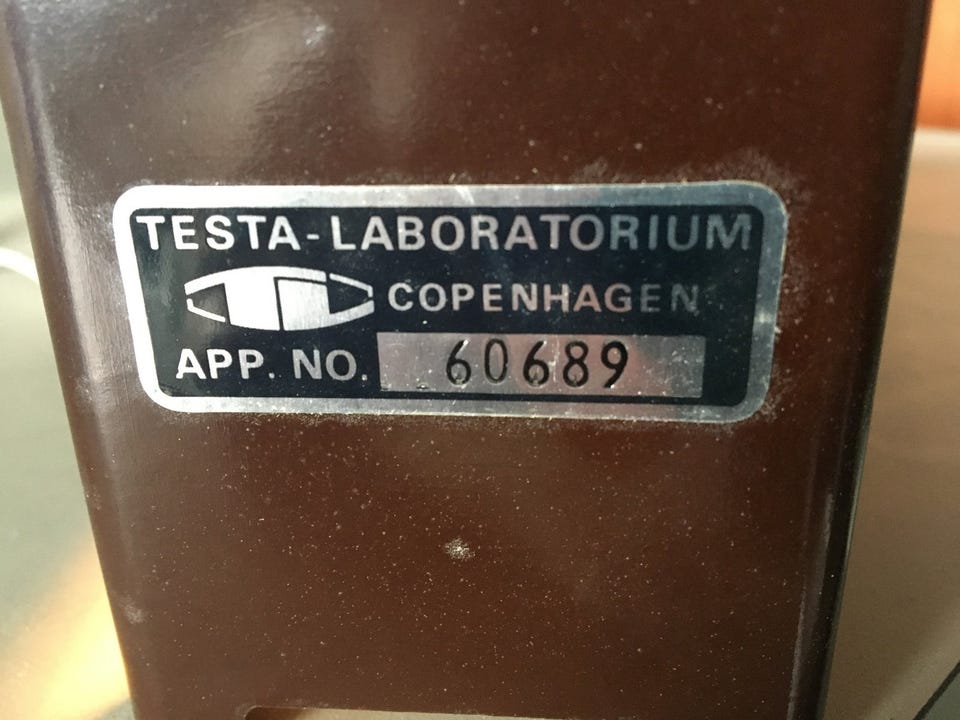 TESTA-LABORATORIUM
COPENHAGEN
APP. NO. 60689